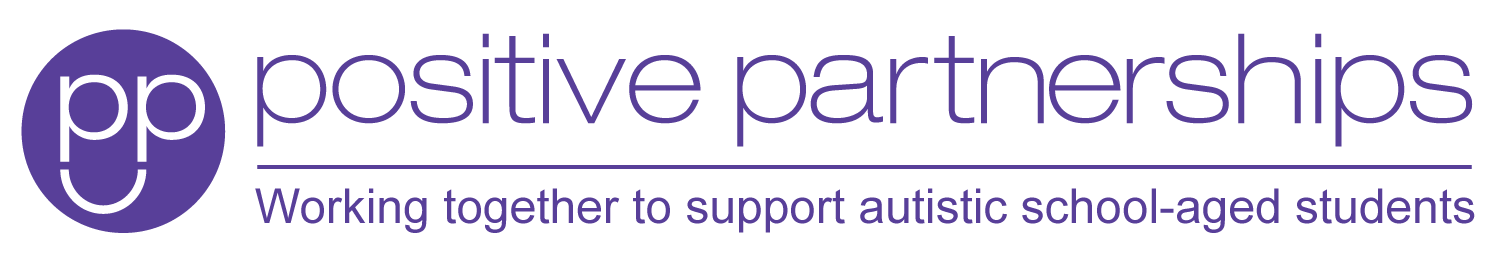 pp
positive partnerships
Working together to support autistic school-aged students